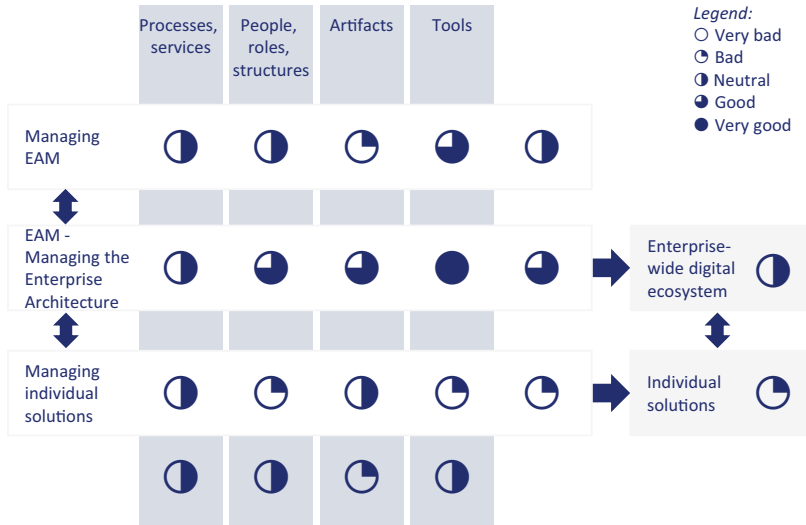 Processes,
services
People,
roles,
structures
Artifacts
Tools
Legend:
Very bad
Bad
Neutral
Good
Very good
Managing
EAM
EAM -
Managing the
Enterprise
Architecture
Enterprise-
wide digital
ecosystem
Managing
individual
solutions
Individual
solutions